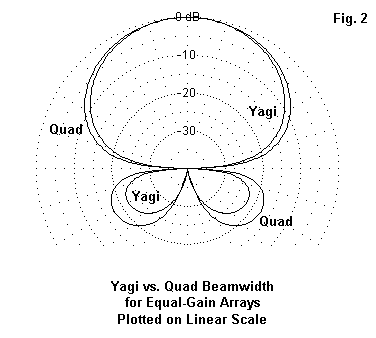 0 dB
Fig. 2
-10
-20
Yagi
Quad
-30
Yagi
Quad
Yagi vs. Quad Beamwidth
for Equal-Gain Arrays
Plotted on Linear Scale